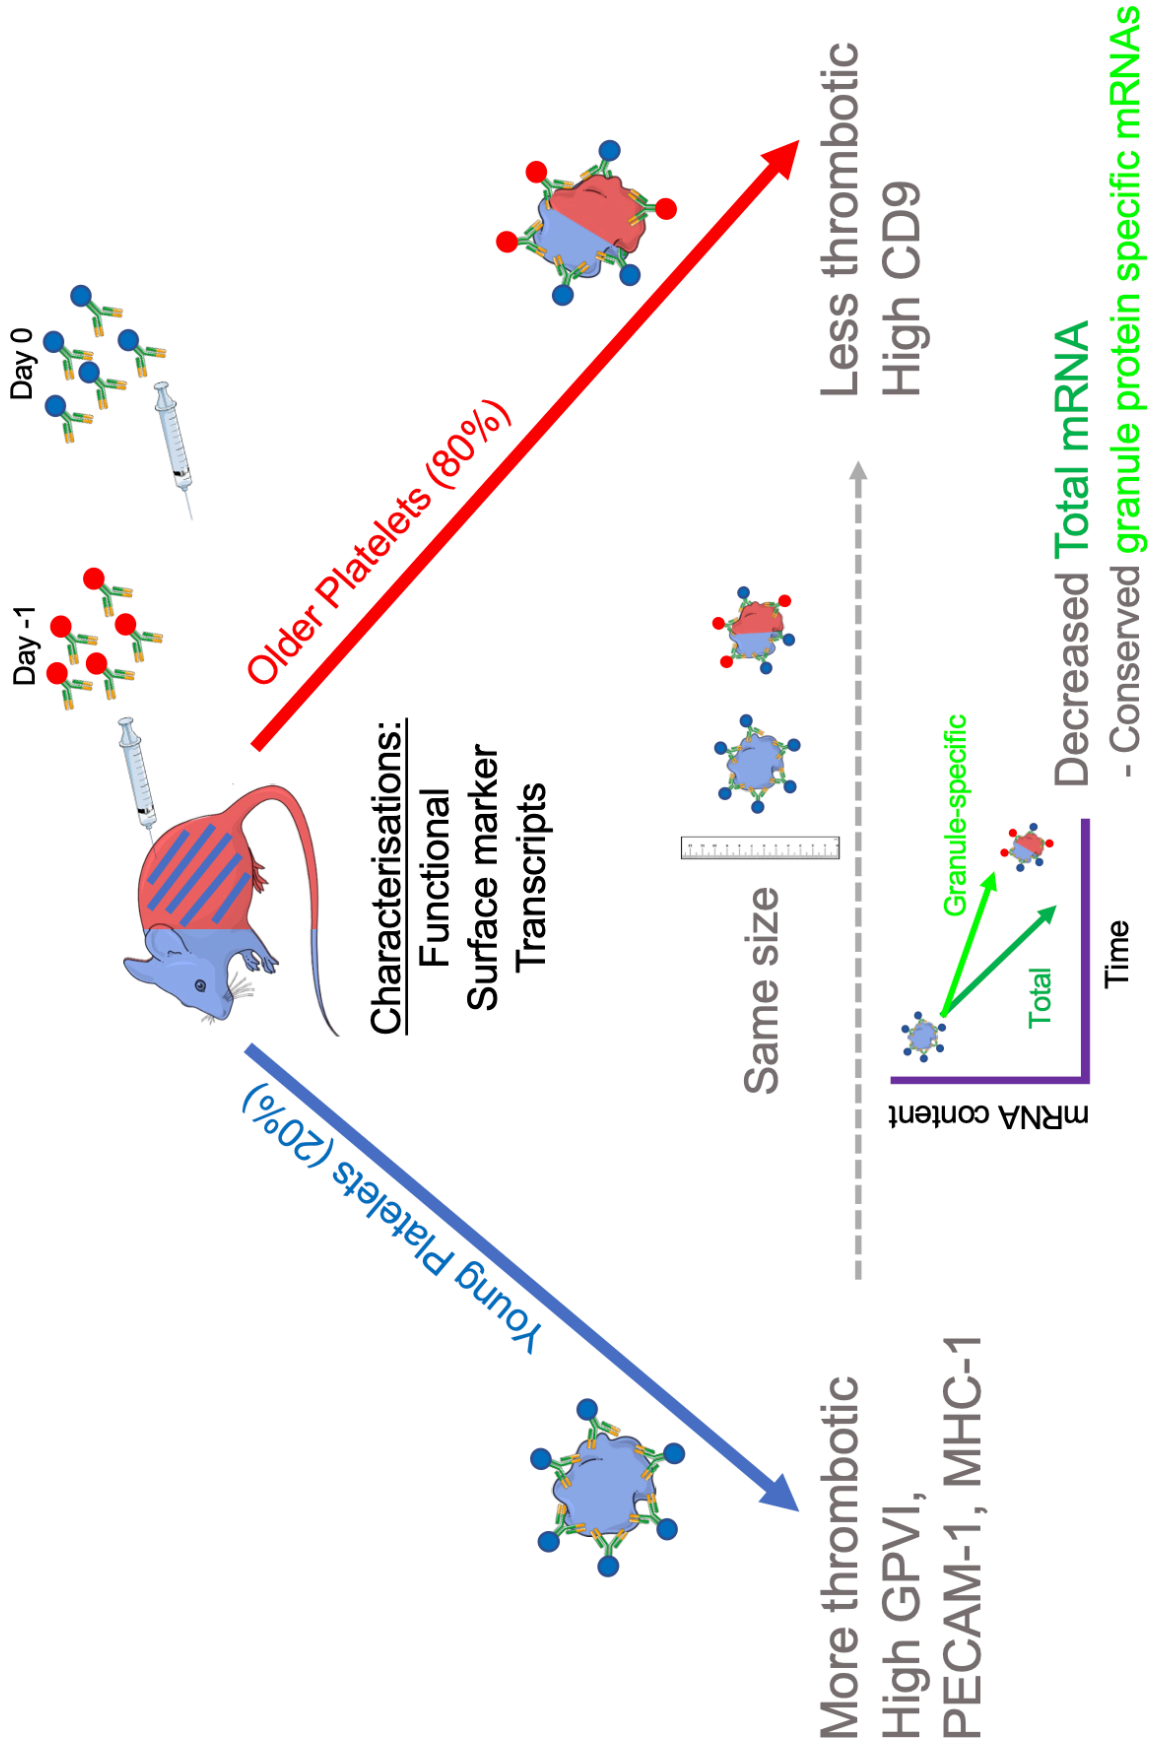 Day -1
Day 0
Young Platelets (20%)
Older Platelets (80%)
Characterisations:
Functional
Surface marker
Transcripts
Same size
More thrombotic
High GPVI,
PECAM-1, MHC-1
Less thrombotic
High CD9
mRNA content
Granule-specific
Total
Time
Decreased Total mRNA
- Conserved granule protein specific mRNAs